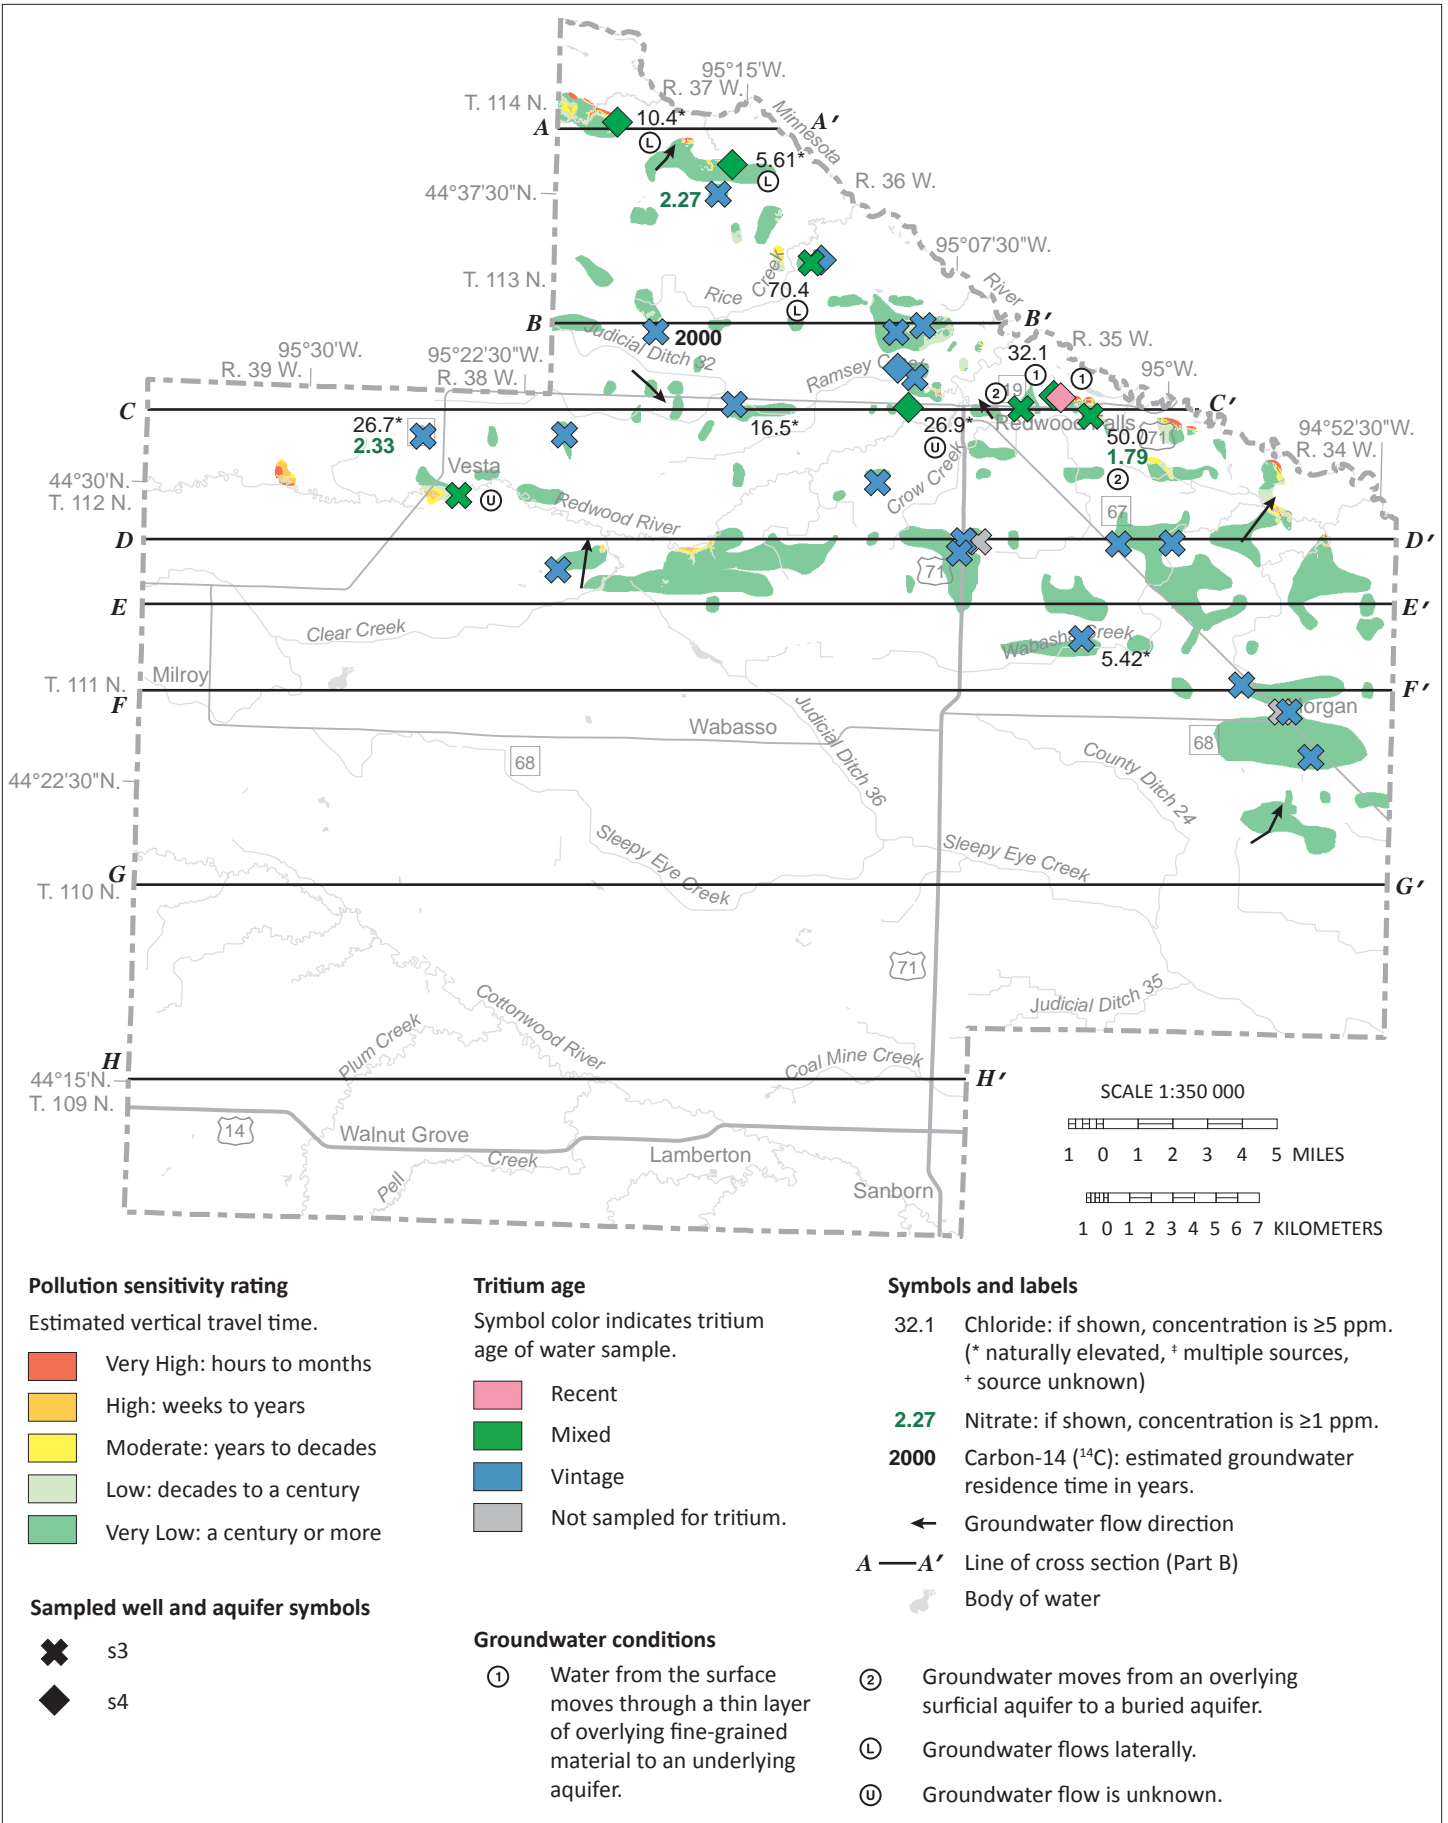 95°15'W.
R. 37 W.
T. 114 N.
10.4*
A
A′
L
Minnesota
5.61*
L
R. 36 W.
44°37'30"N.
2.27
95°07'30"W.
T. 113 N.
Rice
Creek
River
70.4
L
B
B′
2000
Judicial Ditch 32
R. 35 W.
95°30'W.
95°22'30"W.
32.1
R. 39 W.
R. 38 W.
Ramsey Creek
1
1
95°W.
2
19
C
C′
16.5*
26.9*
Redwood Falls
26.7*
2.33
U
50.0
71
94°52'30"W.
1.79
R. 34 W.
Vesta
2
44°30'N.
T. 112 N.
U
Crow Creek
Redwood River
67
D
D′
71
E
E′
Clear Creek
Wabasha Creek
5.42*
Milroy
T. 111 N.
F
F′
Morgan
Judicial Ditch 36
Wabasso
68
68
County Ditch 24
44°22'30"N.
Sleepy Eye Creek
Sleepy Eye Creek
G
G′
T. 110 N.
71
Cottonwood River
Judicial Ditch 35
Plum Creek
Coal Mine Creek
H
H′
44°15'N.
T. 109 N.
SCALE 1:350 000
14
Walnut Grove
1 0 1 2 3 4 5 MILES
Creek
Lamberton
Pell
Sanborn
1 0 1 2 3 4 5 6 7 KILOMETERS
Pollution sensitivity rating
Estimated vertical travel time.
Very High: hours to months
High: weeks to years
Moderate: years to decades
Low: decades to a century
Very Low: a century or more
Sampled well and aquifer symbols
s3
s4
Tritium age
Symbol color indicates tritium
age of water sample.
Recent
Mixed
Vintage
Not sampled for tritium.
Symbols and labels
32.1 Chloride: if shown, concentration is ≥5 ppm.
(* naturally elevated, ‡ multiple sources,
+ source unknown)
2.27 Nitrate: if shown, concentration is ≥1 ppm.
2000 Carbon-14 (¹⁴C): estimated groundwater
residence time in years.
Groundwater flow direction
A A′ Line of cross section (Part B)
Body of water
Groundwater conditions
1 Water from the surface
moves through a thin layer
of overlying fine-grained
material to an underlying
aquifer.
2 Groundwater moves from an overlying
surficial aquifer to a buried aquifer.
L Groundwater flows laterally.
U Groundwater flow is unknown.